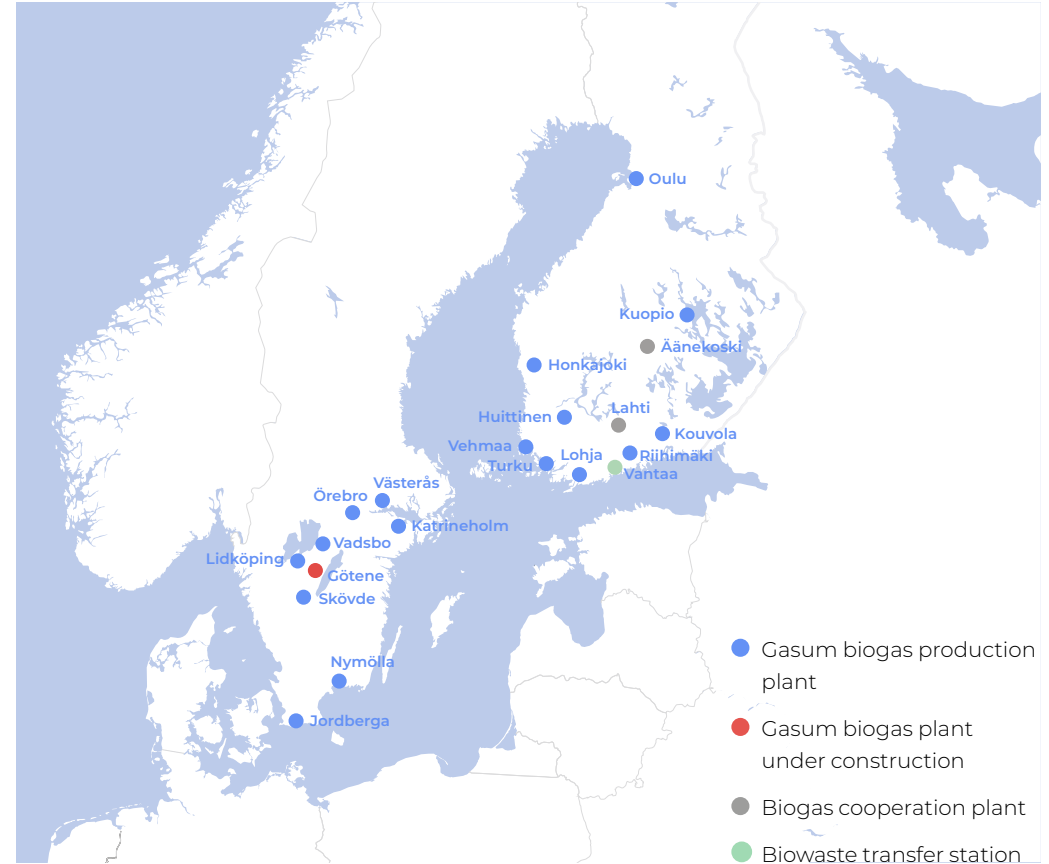 Oulu
Kuopio
Äänekoski
Honkajoki
Lahti
Huittinen
Kouvola
Vehmaa
Lohja
Riihimäki
Turku
Vantaa
Västerås
Örebro
Katrineholm
Vadsbo
Lidköping
Götene
Skövde
Nymölla
Jordberga
Gasum biogas production
plant
Gasum biogas plant
under construction
Biogas cooperation plant
Biowaste transfer station